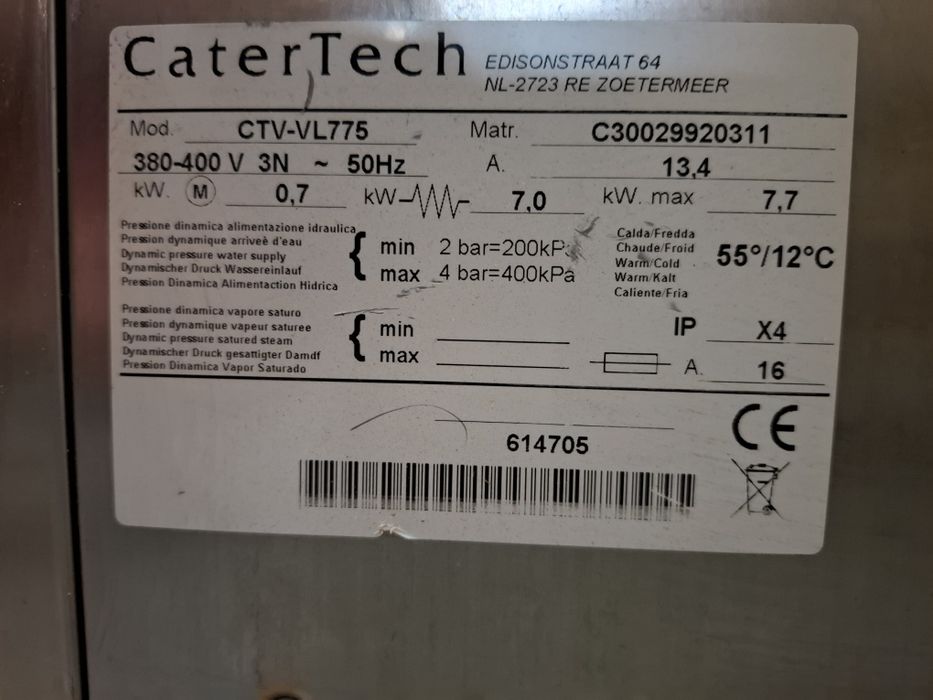 CaterTech EDISONSTRAAT 64
NL-2723 RE ZOETERMEER
Mod. CTV-VL775 Matr. C30029920311
380-400 V 3N ~ 50Hz A. 13,4
kW. M 0,7 kW 7,0 kW. max 7,7
Pressione dinamica alimentazione idraulica
Pression dynamique arriveè d'eau
Dynamic pressure water supply
Dynamischer Druck Wassereinlauf
Pression Dinamica Alimentaction Hidrica
min 2 bar=200kPa
max 4 bar=400kPa
Calda/Fredda
Chaude/Froid
Warm/Cold
Warm/Kalt
Caliente/Fria
55°/12°C
Pressione dinamica vapore saturo
Pression dynamique vapeur saturee
Dynamic pressure satured steam
Dynamischer Druck gesattigter Damdf
Pression Dinamica Vapor Saturado
min
max
IP X4
A. 16
614705
CE